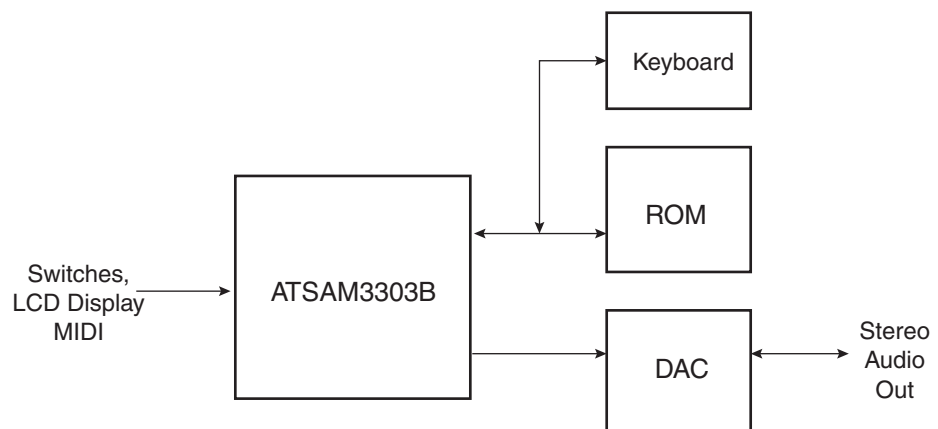 Keyboard
ROM
Switches,
LCD Display
MIDI
ATSAM3303B
DAC
Stereo
Audio
Out